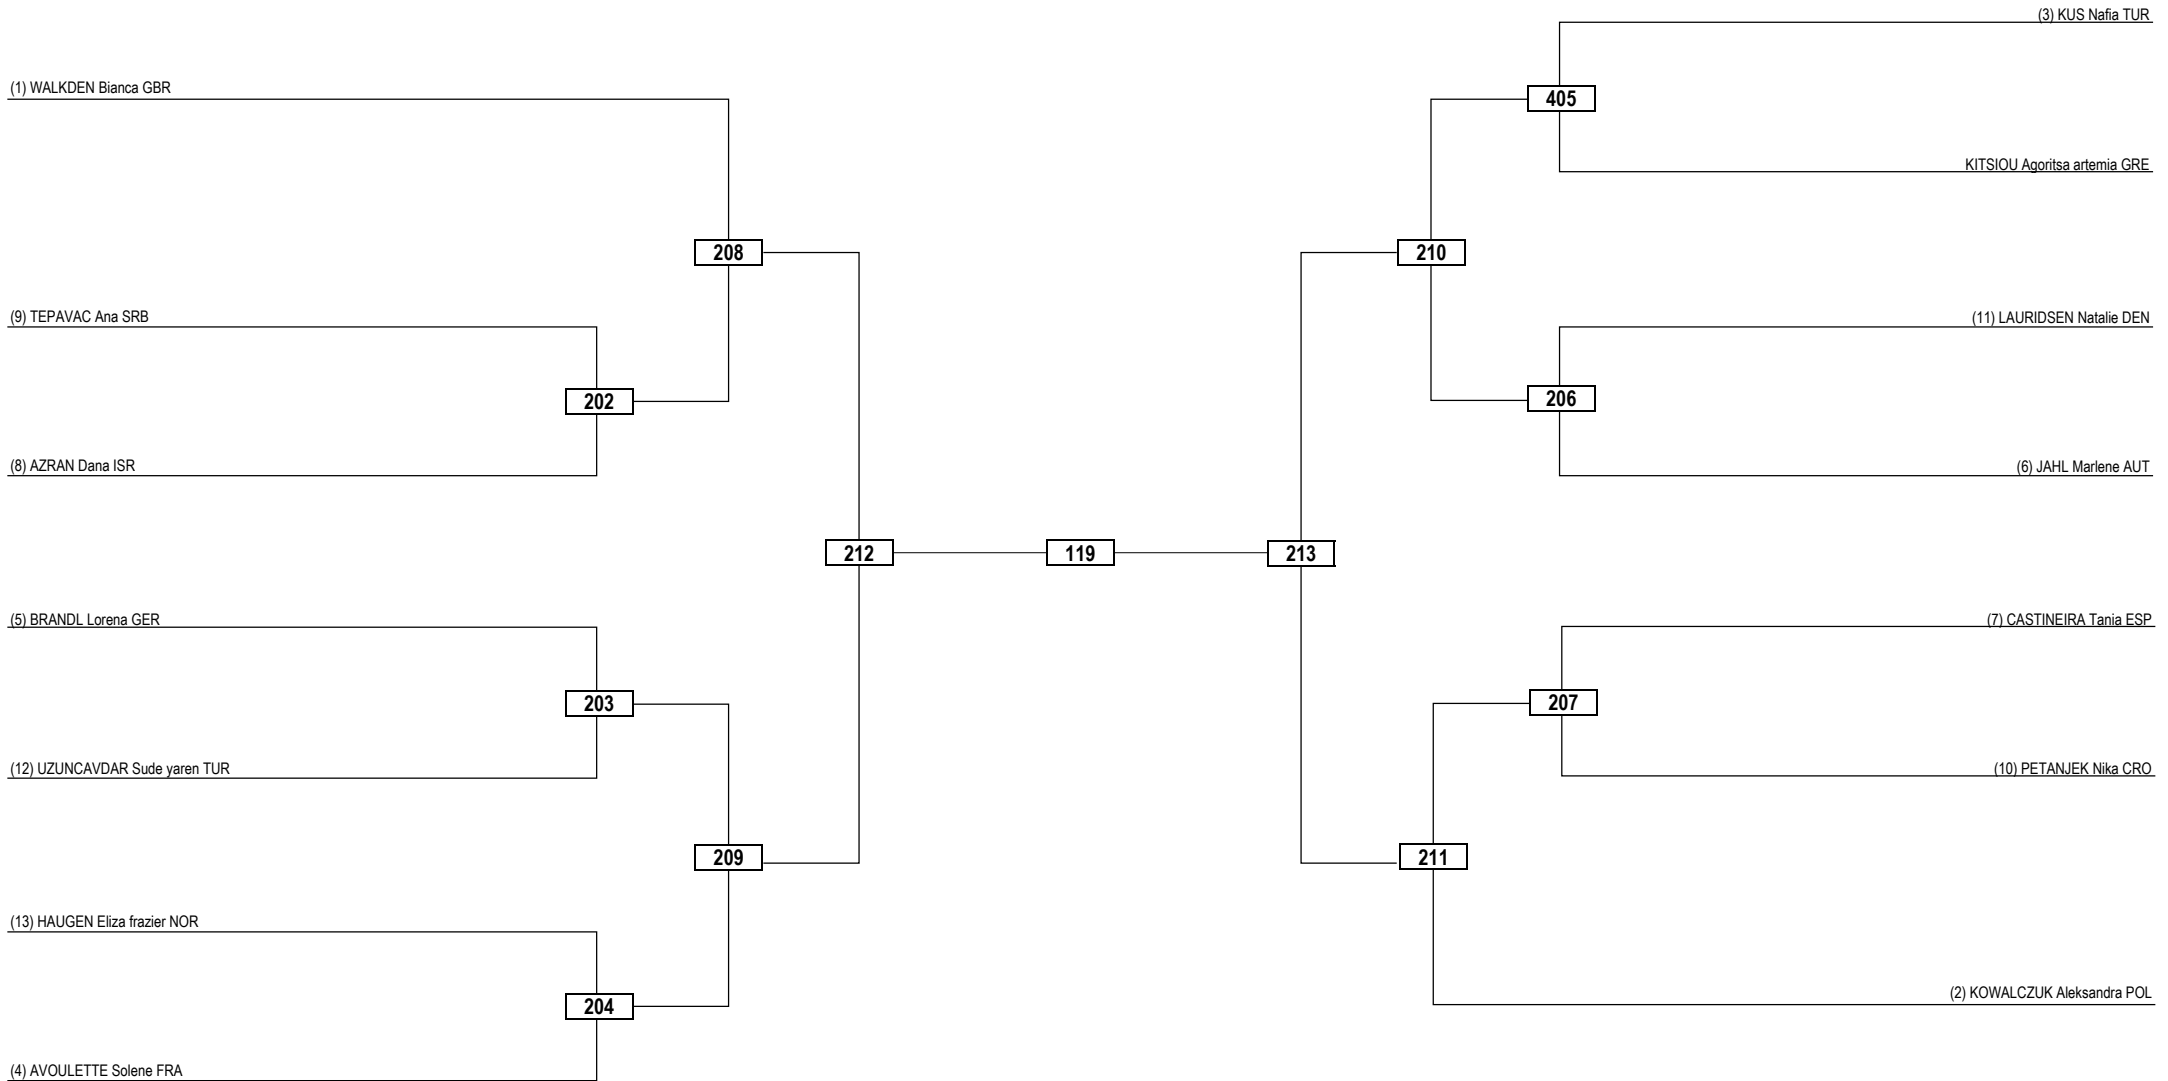 (3) KUS Nafia TUR
(1) WALKDEN Bianca GBR
405
KITSIOU Agoritsa artemia GRE
208
210
(9) TEPAVAC Ana SRB
(11) LAURIDSEN Natalie DEN
202
206
(8) AZRAN Dana ISR
(6) JAHL Marlene AUT
212
119
213
(5) BRANDL Lorena GER
(7) CASTINEIRA Tania ESP
203
207
(12) UZUNCAVDAR Sude yaren TUR
(10) PETANJEK Nika CRO
209
211
(13) HAUGEN Eliza frazier NOR
(2) KOWALCZUK Aleksandra POL
204
(4) AVOULETTE Solene FRA